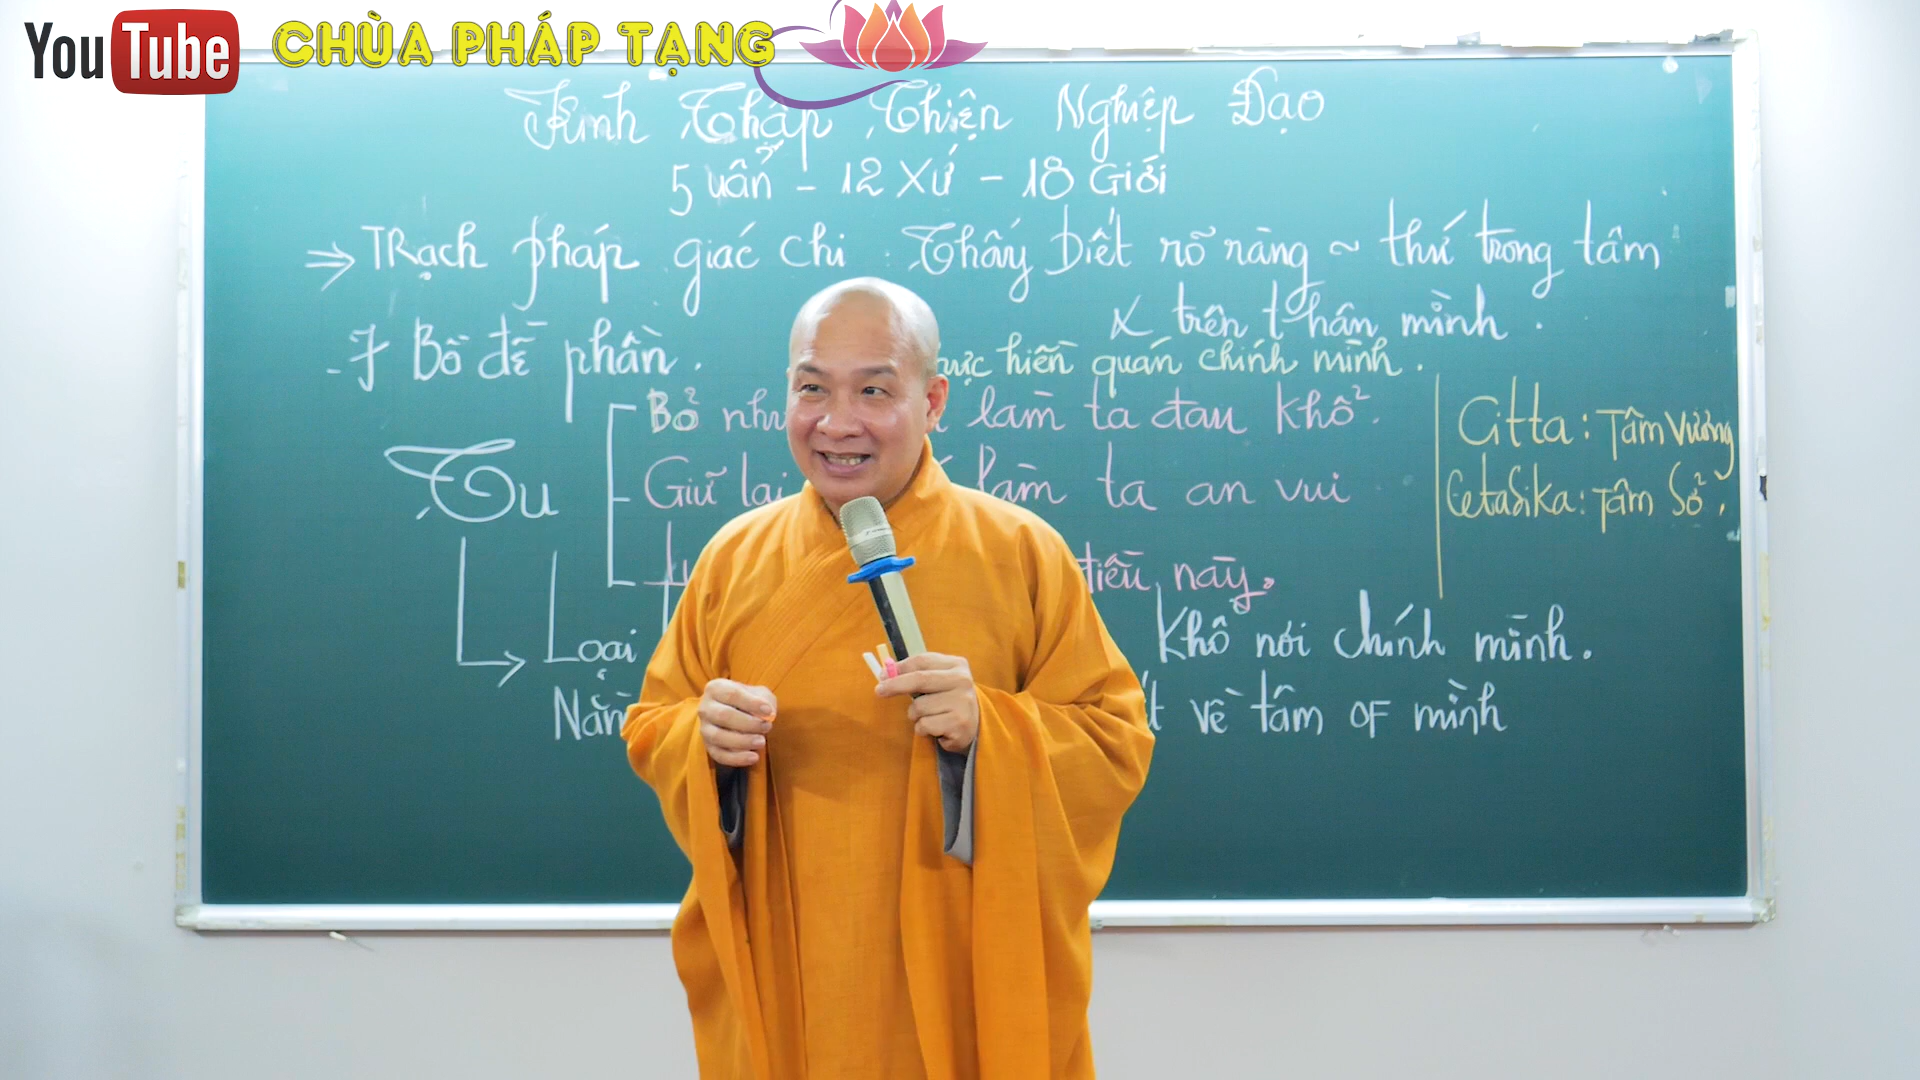 YouTube CHÙA PHÁP TẠNG
Kinh Thập Thiện Nghiệp Đạo
5 uẩn - 12 Xứ - 18 Giới
⇒ TRạch pháp giác chi : Thấy biết rõ ràng ~ thứ trong tâm
& trên thân mình.
- 7 Bồ đề phần.
hiền quán chính mình.
Bỏ làm ta đau khổ.
Giữ lại làm ta an vui
này.
Tu
Loại khổ nơi chính mình.
về tâm OF mình
Citta: Tâm Vương
Cetasika: Tâm Sở,